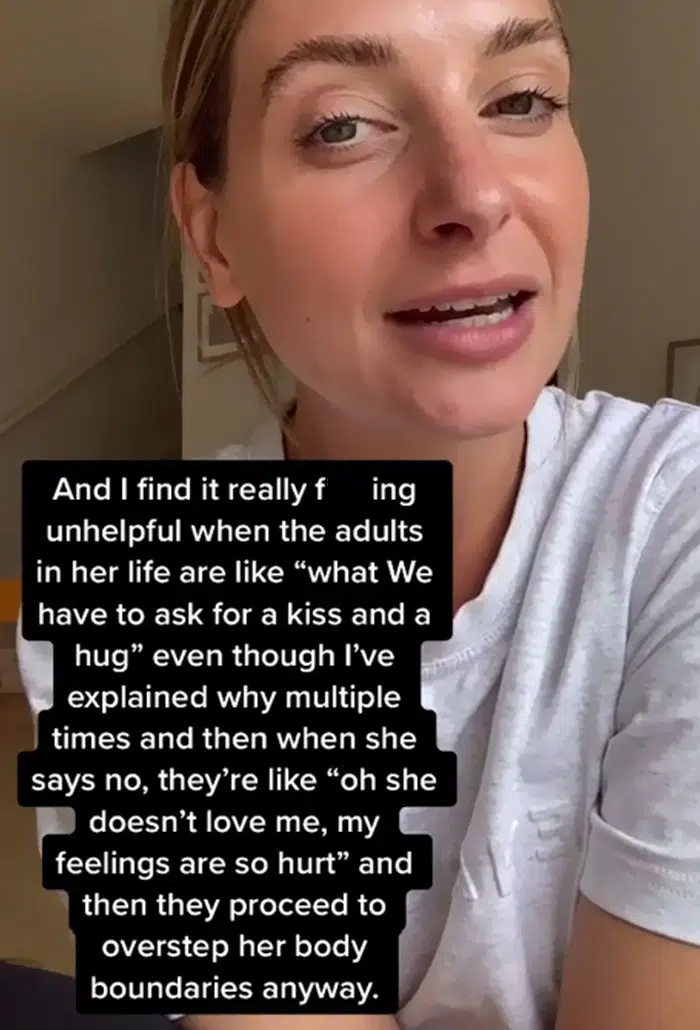 And I find it really f ing
unhelpful when the adults
in her life are like “what We
have to ask for a kiss and a
hug” even though I’ve
explained why multiple
times and then when she
says no, they’re like “oh she
doesn’t love me, my
feelings are so hurt” and
then they proceed to
overstep her body
boundaries anyway.